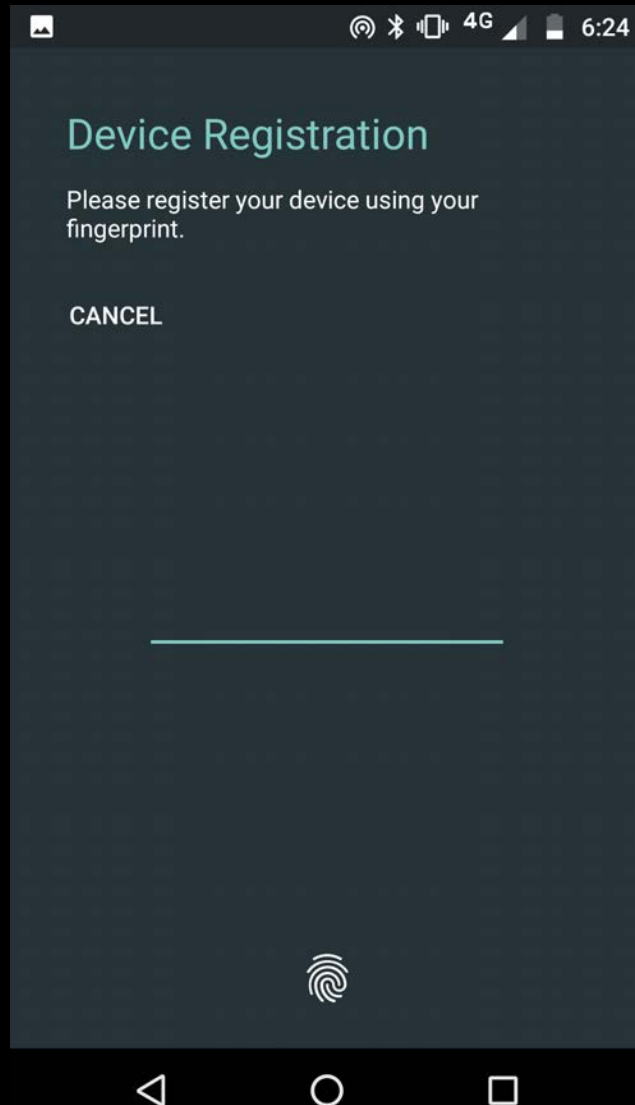 4G 6:24
Device Registration
Please register your device using your
fingerprint.
CANCEL